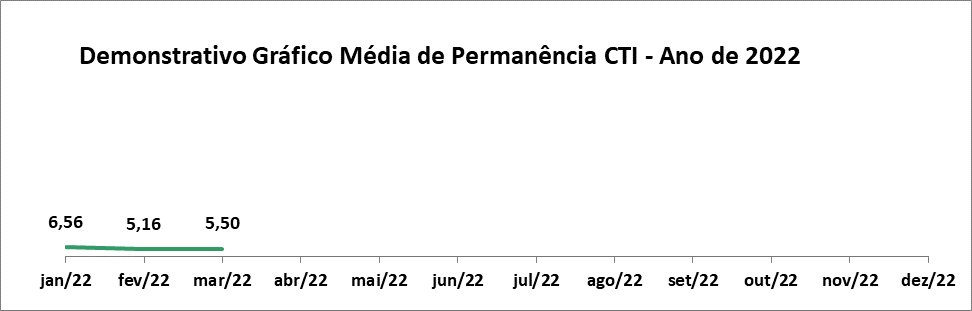 Demonstrativo Gráfico Média de Permanência CTI - Ano de 2022
6,56 5,16 5,50
jan/22 fev/22 mar/22 abr/22 mai/22 jun/22 jul/22 ago/22 set/22 out/22 nov/22 dez/22